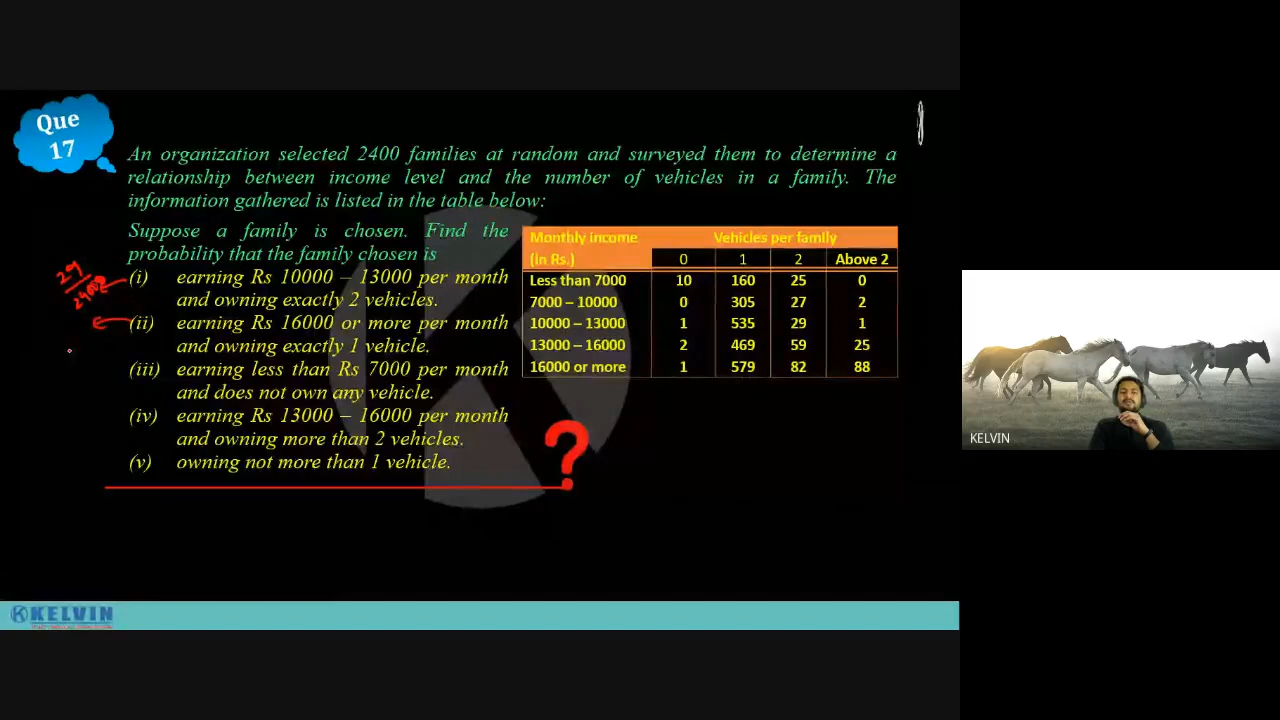 Que
17
An organization selected 2400 families at random and surveyed them to determine a
relationship between income level and the number of vehicles in a family. The
information gathered is listed in the table below:
Suppose a family is chosen. Find the
probability that the family chosen is
(i) earning Rs 10000 – 13000 per month
and owning exactly 2 vehicles.
(ii) earning Rs 16000 or more per month
and owning exactly 1 vehicle.
(iii) earning less than Rs 7000 per month
and does not own any vehicle.
(iv) earning Rs 13000 – 16000 per month
and owning more than 2 vehicles.
(v) owning not more than 1 vehicle.
?
29
2400
Monthly income Vehicles per family
(in Rs.) 0 1 2 Above 2
Less than 7000 10 160 25 0
7000 – 10000 0 305 27 2
10000 – 13000 1 535 29 1
13000 – 16000 2 469 59 25
16000 or more 1 579 82 88
KELVIN
KELVIN